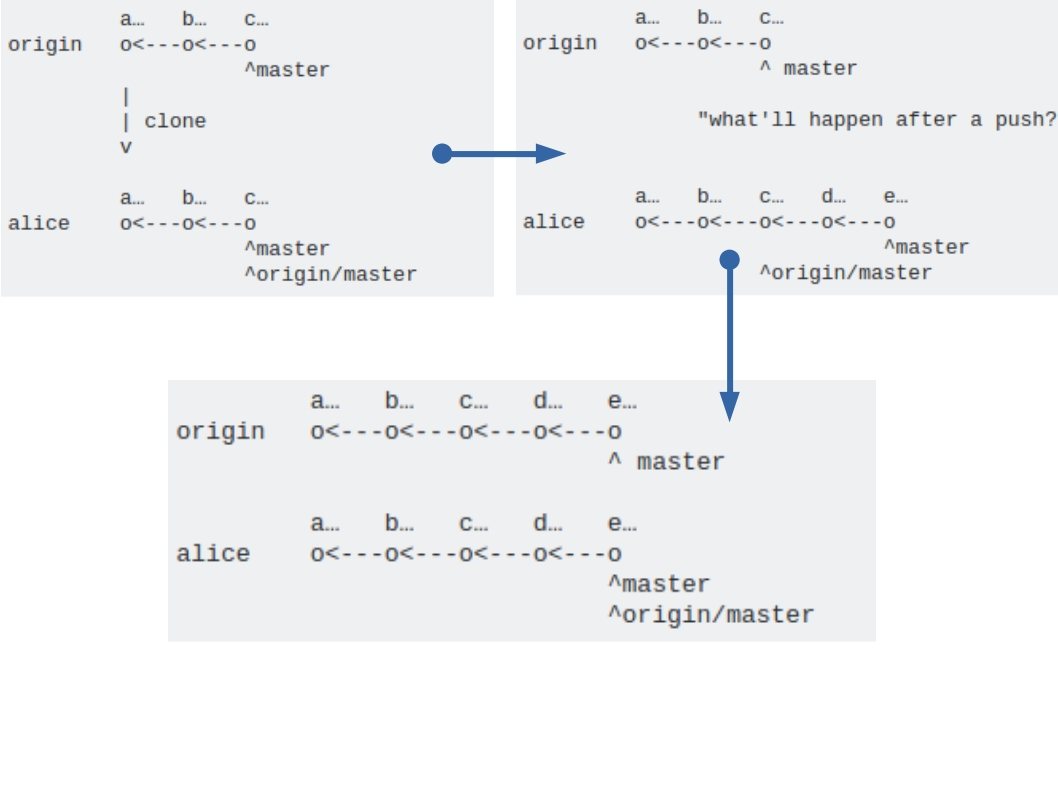 a…   b…   c…
origin   o<---o<---o
                   ^master
         |
         | clone
         v
         a…   b…   c…
alice    o<---o<---o
                   ^master
                   ^origin/master
         a…   b…   c…
origin   o<---o<---o
                   ^ master
              "what'll happen after a push?
         a…   b…   c…   d…   e…
alice    o<---o<---o<---o<---o
                             ^master
                   ^origin/master
         a…   b…   c…   d…   e…
origin   o<---o<---o<---o<---o
                             ^ master
         a…   b…   c…   d…   e…
alice    o<---o<---o<---o<---o
                             ^master
                             ^origin/master